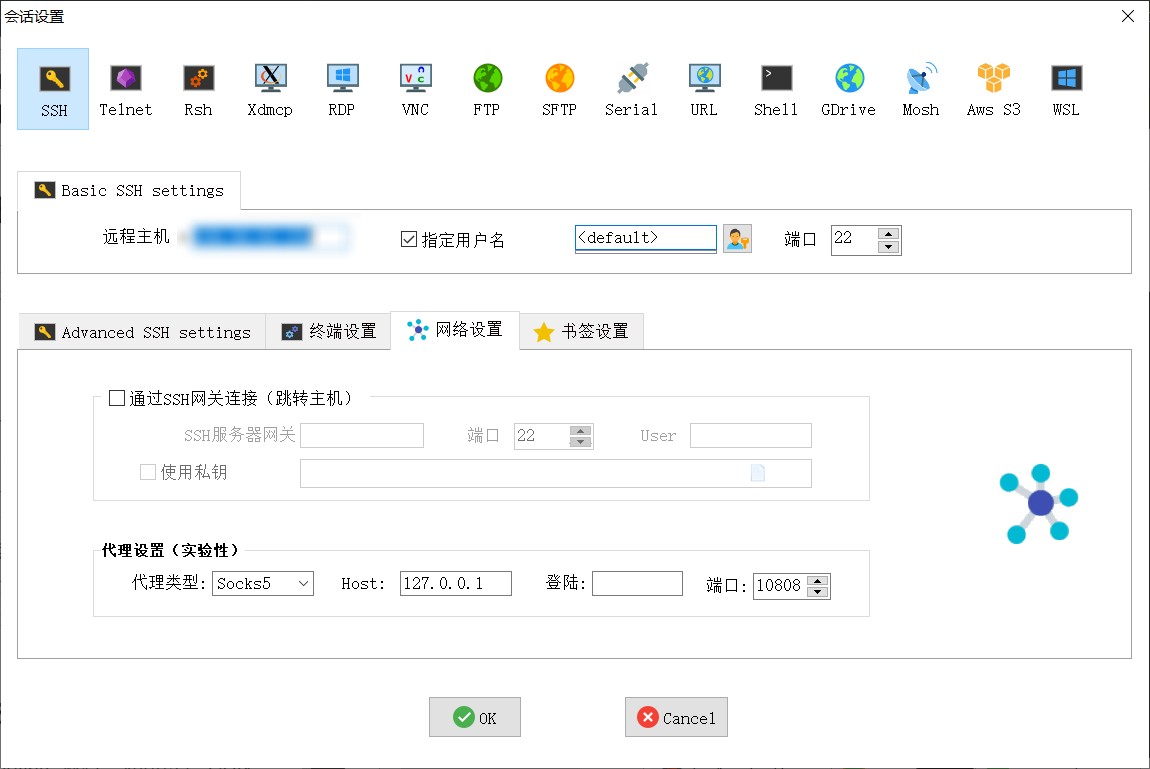 会话设置
SSH Telnet Rsh Xdmcp RDP VNC FTP SFTP Serial URL Shell GDrive Mosh Aws S3 WSL
Basic SSH settings
远程主机 指定用户名 <default> 端口 22
Advanced SSH settings 终端设置 网络设置 书签设置
通过SSH网关连接（跳转主机）
SSH服务器网关 端口 22 User
使用私钥
代理设置（实验性）
代理类型: Socks5 Host: 127.0.0.1 登陆: 端口: 10808
OK Cancel